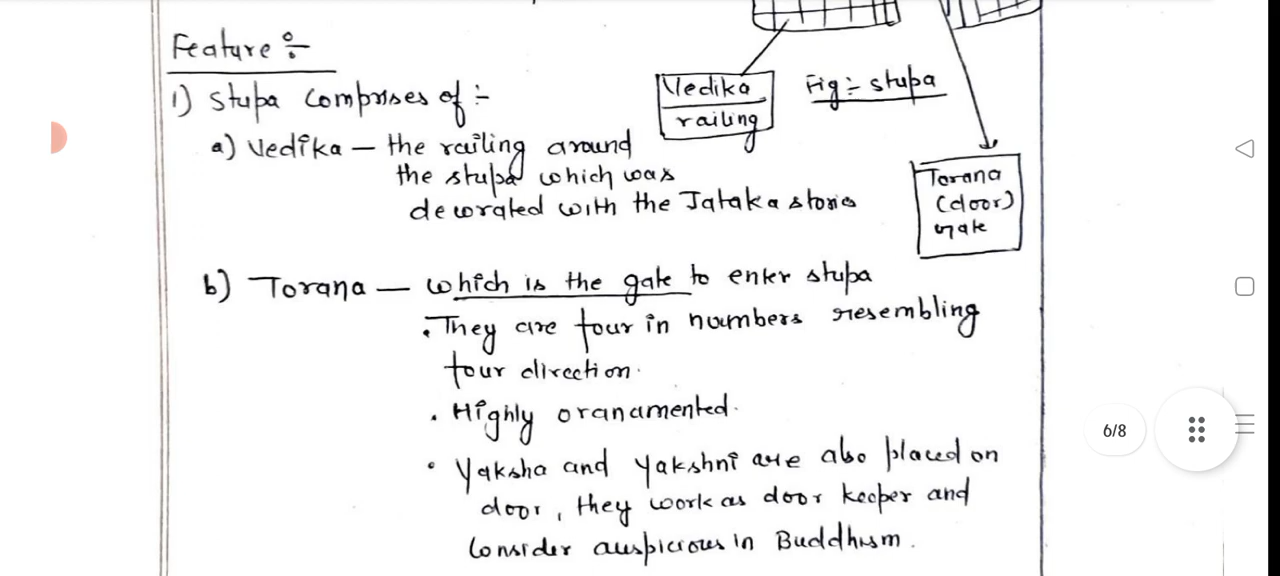 Feature :-
1) Stupa Comprises of :-
Vedika
railing
Fig :- stupa
a) Vedika — the railing around
the stupa which was
decorated with the Jataka stories
Torana
(door)
gate
b) Torana — which is the gate to enter stupa
• They are four in numbers resembling
four direction.
• Highly oranamented.
• Yaksha and Yakshni are also placed on
door, they work as door keeper and
Consider auspicious in Buddhism.
6/8